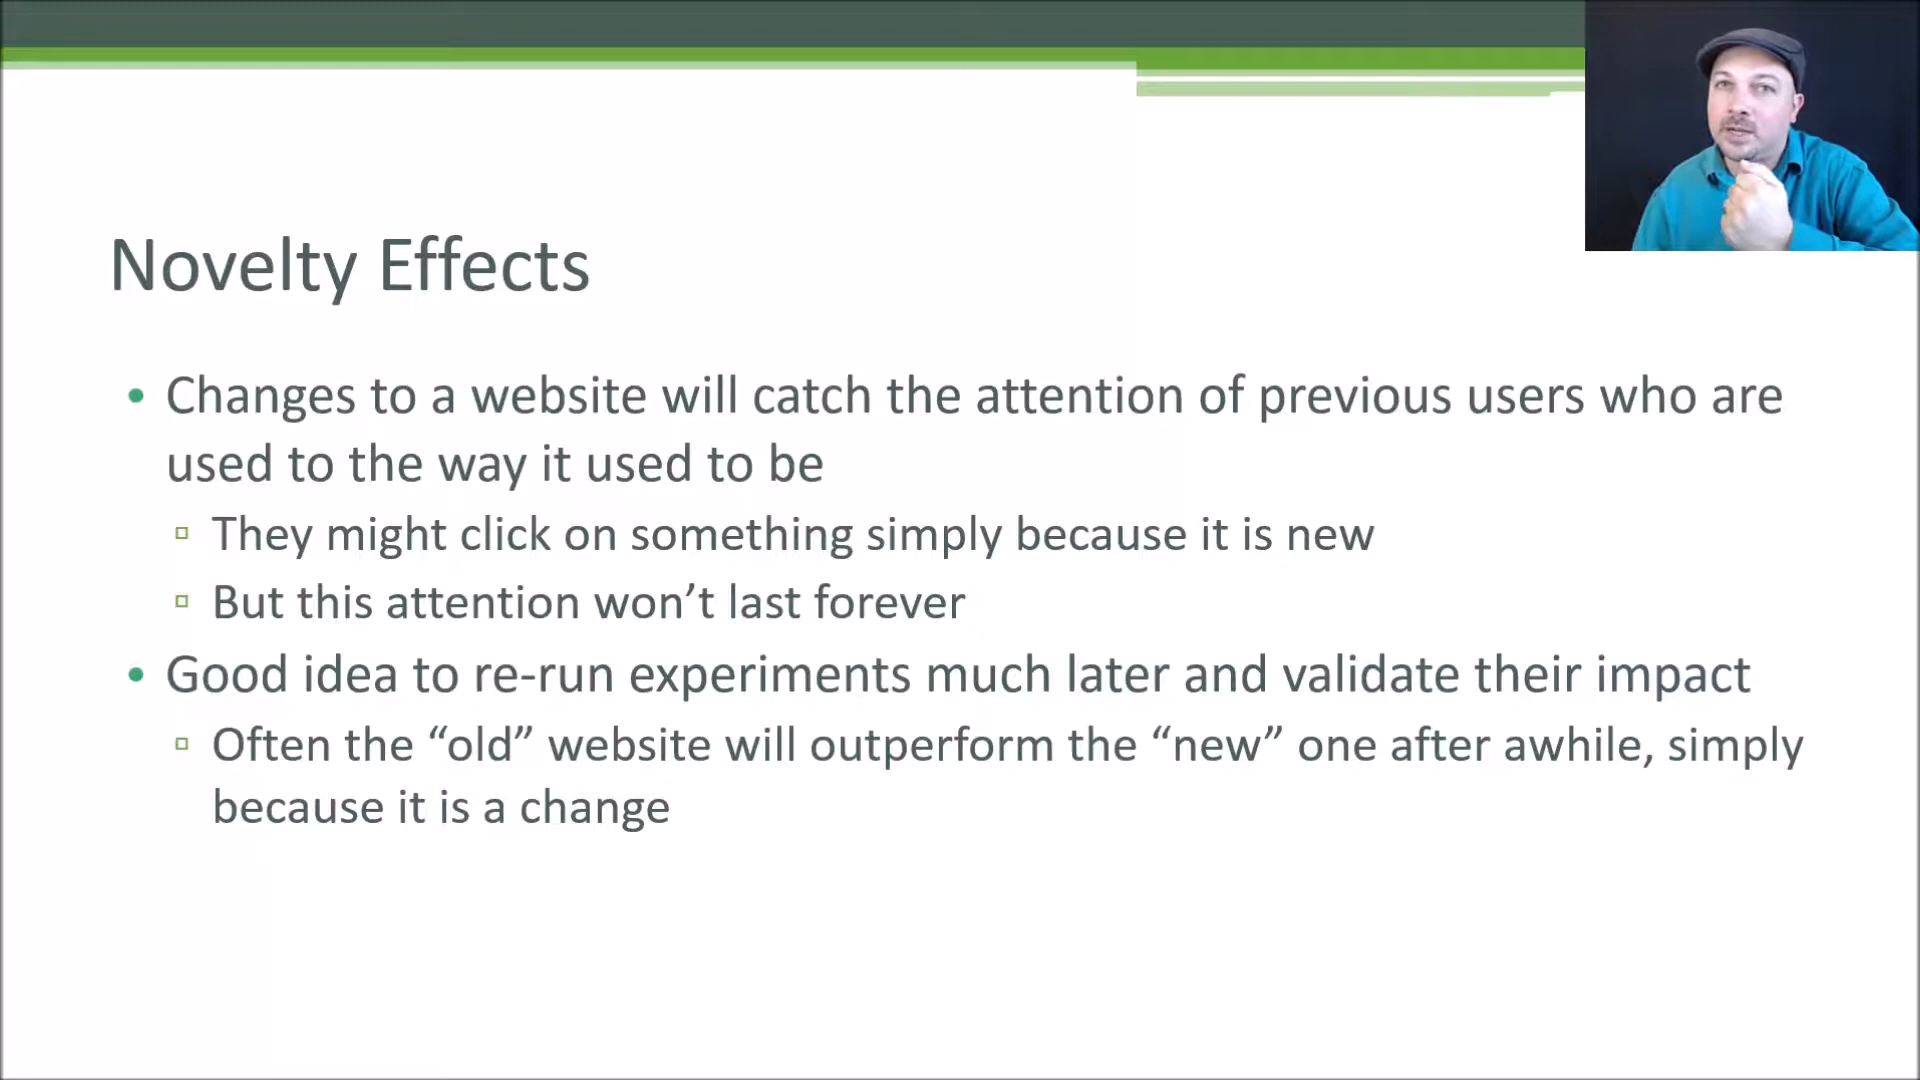 Novelty Effects
• Changes to a website will catch the attention of previous users who are
used to the way it used to be
▫ They might click on something simply because it is new
▫ But this attention won’t last forever
• Good idea to re-run experiments much later and validate their impact
▫ Often the “old” website will outperform the “new” one after awhile, simply
because it is a change